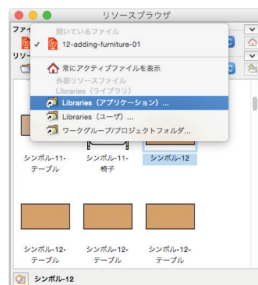 リソースブラウザ
ファイ
開いているファイル
✓ 12-adding-furniture-01
常にアクティブファイルを表示
リソー
外部リソースファイル
Libraries（ライブラリ）
Libraries（アプリケーション）...
Libraries（ユーザ）...
ワークグループ/プロジェクトフォルダ...
シンボル-11-
テーブル
シンボル-11-
椅子
シンボル-12
シンボル-12-
テーブル
シンボル-12-
テーブル
シンボル-12-
テーブル
シンボル-12